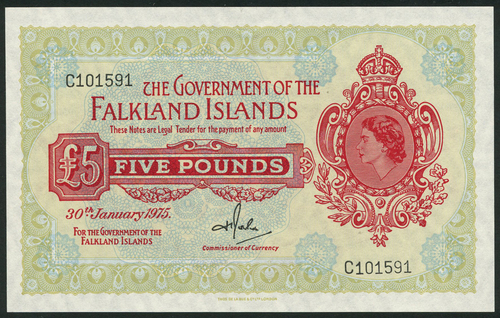 C101591
THE GOVERNMENT OF THE
FALKLAND ISLANDS
These Notes are Legal Tender for the payment of any amount
£5 FIVE POUNDS
30th January 1975.
FOR THE GOVERNMENT OF THE
FALKLAND ISLANDS
Commissioner of Currency
C101591